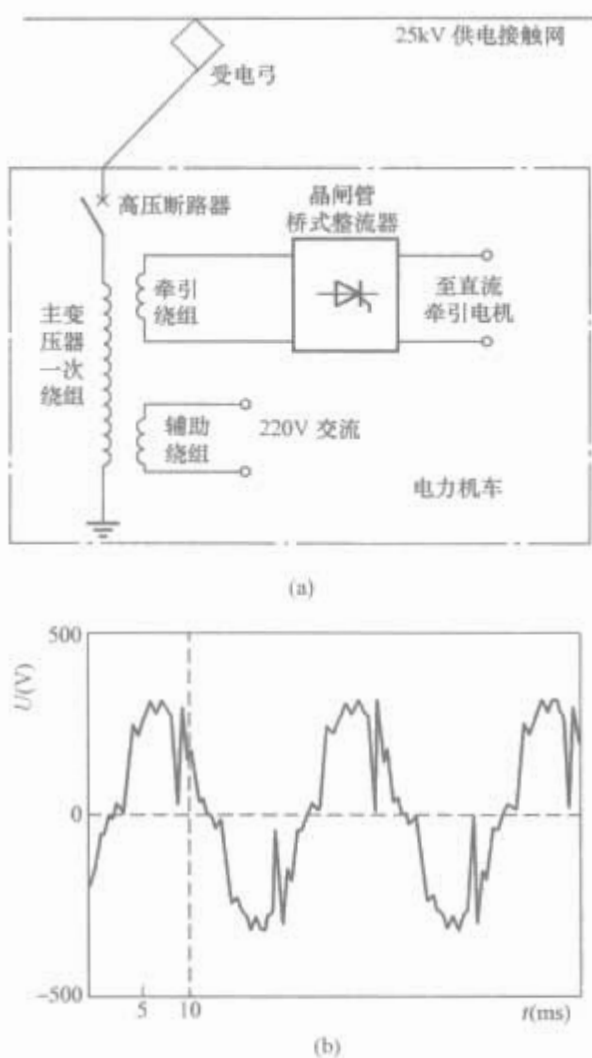 25kV 供电接触网
受电弓
高压断路器
晶闸管
桥式整流器
主变
压器
一次
绕组
牵引
绕组
至直流
牵引电机
辅助
绕组
220V 交流
电力机车
(a)
500
U(V)
0
-500
5
10
t(ms)
(b)